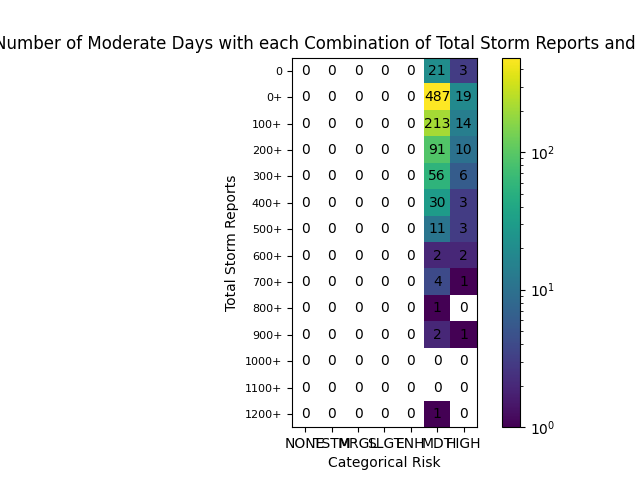 Number of Moderate Days with each Combination of Total Storm Reports and
0 0 0 0 0 0 21 3
0+ 0 0 0 0 0 487 19
100+ 0 0 0 0 0 213 14
200+ 0 0 0 0 0 91 10
300+ 0 0 0 0 0 56 6
400+ 0 0 0 0 0 30 3
500+ 0 0 0 0 0 11 3
600+ 0 0 0 0 0 2 2
700+ 0 0 0 0 0 4 1
800+ 0 0 0 0 0 1 0
900+ 0 0 0 0 0 2 1
1000+ 0 0 0 0 0 0 0
1100+ 0 0 0 0 0 0 0
1200+ 0 0 0 0 0 1 0
NONE TSTM MRGL SLGT ENH MDT HIGH
Categorical Risk
Total Storm Reports
10²
10¹
10⁰